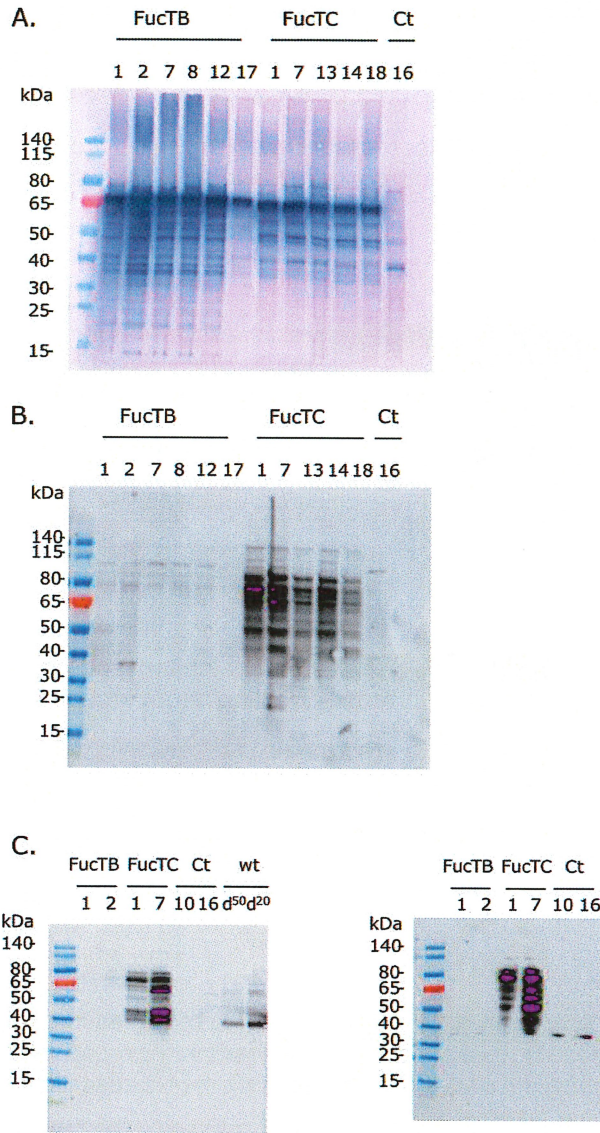 A.
FucTB FucTC Ct
1 2 7 8 12 17 1 7 13 14 18 16
kDa
140-
115-
80-
65-
50-
40-
30-
25-
15-
B.
FucTB FucTC Ct
1 2 7 8 12 17 1 7 13 14 18 16
kDa
140-
115-
80-
65-
50-
40-
30-
25-
15-
C.
FucTB FucTC Ct wt
1 2 1 7 10 16 d⁵⁰d²⁰
kDa
140-
80-
65-
50-
40-
30-
25-
15-
FucTB FucTC Ct
1 2 1 7 10 16
kDa
140-
80-
65-
50-
40-
30-
25-
15-